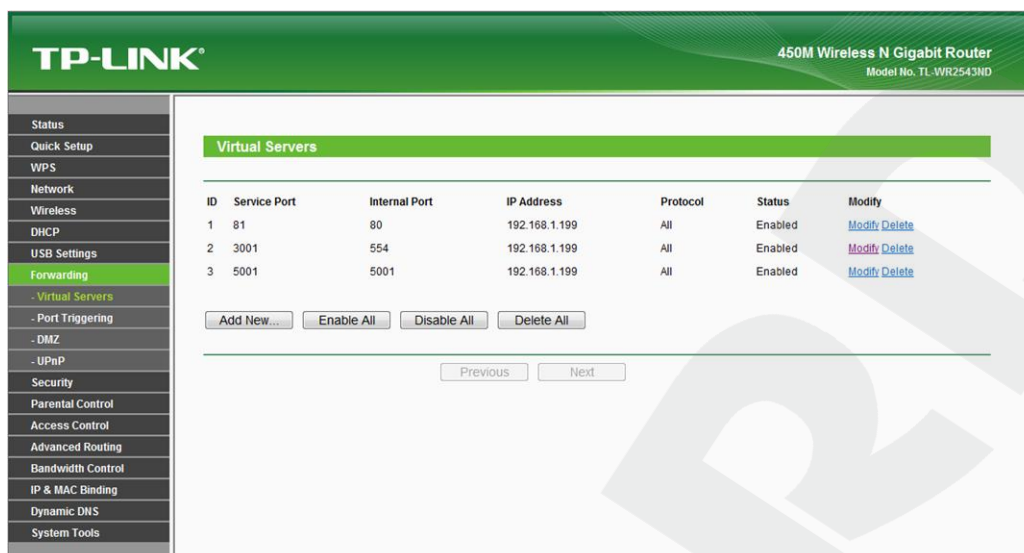 TP-LINK®
450M Wireless N Gigabit Router
Model No. TL-WR2543ND
Status
Quick Setup
WPS
Network
Wireless
DHCP
USB Settings
Forwarding
- Virtual Servers
- Port Triggering
- DMZ
- UPnP
Security
Parental Control
Access Control
Advanced Routing
Bandwidth Control
IP & MAC Binding
Dynamic DNS
System Tools
Virtual Servers
ID Service Port Internal Port IP Address Protocol Status Modify
1 81 80 192.168.1.199 All Enabled Modify Delete
2 3001 554 192.168.1.199 All Enabled Modify Delete
3 5001 5001 192.168.1.199 All Enabled Modify Delete
Add New... Enable All Disable All Delete All
Previous Next